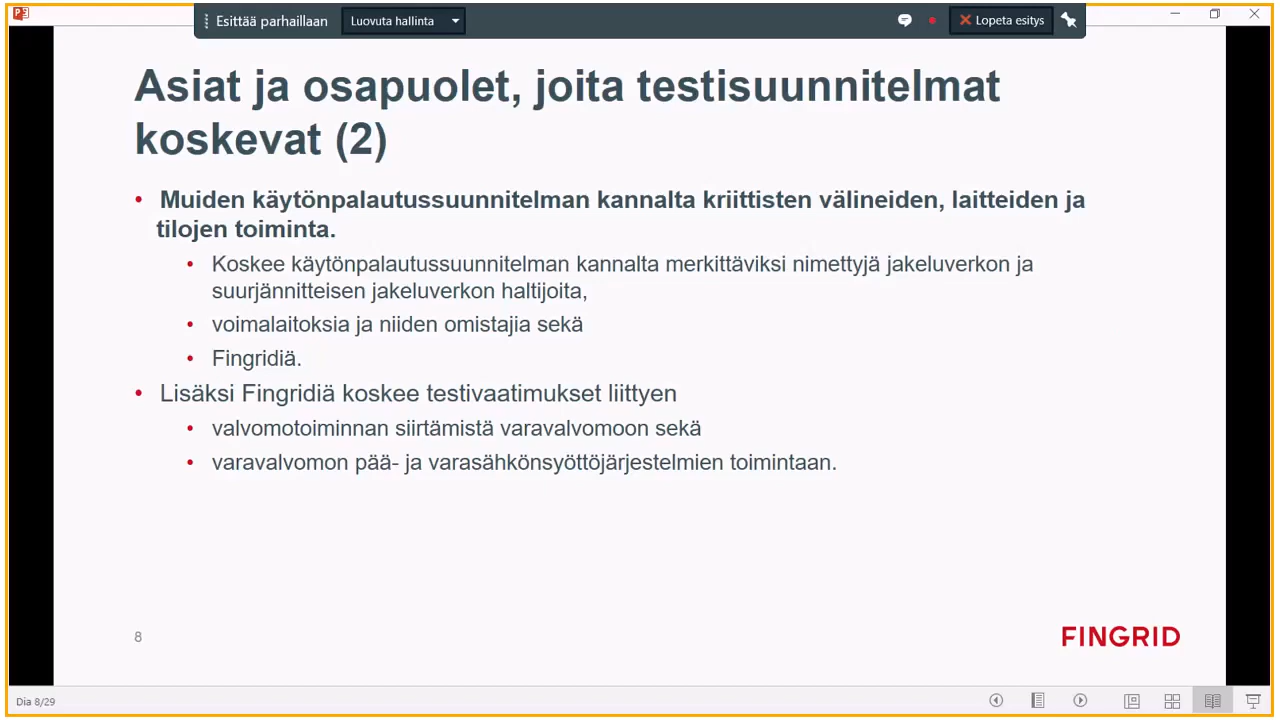 Esittää parhaillaan
Luovuta hallinta
Lopeta esitys
Asiat ja osapuolet, joita testisuunnitelmat
koskevat (2)
• Muiden käytönpalautussuunnitelman kannalta kriittisten välineiden, laitteiden ja
tilojen toiminta.
• Koskee käytönpalautussuunnitelman kannalta merkittäviksi nimettyjä jakeluverkon ja
suurjännitteisen jakeluverkon haltijoita,
• voimalaitoksia ja niiden omistajia sekä
• Fingridiä.
• Lisäksi Fingridiä koskee testivaatimukset liittyen
• valvomotoiminnan siirtämistä varavalvomoon sekä
• varavalvomon pää- ja varasähkönsyöttöjärjestelmien toimintaan.
8
FINGRID
Dia 8/29